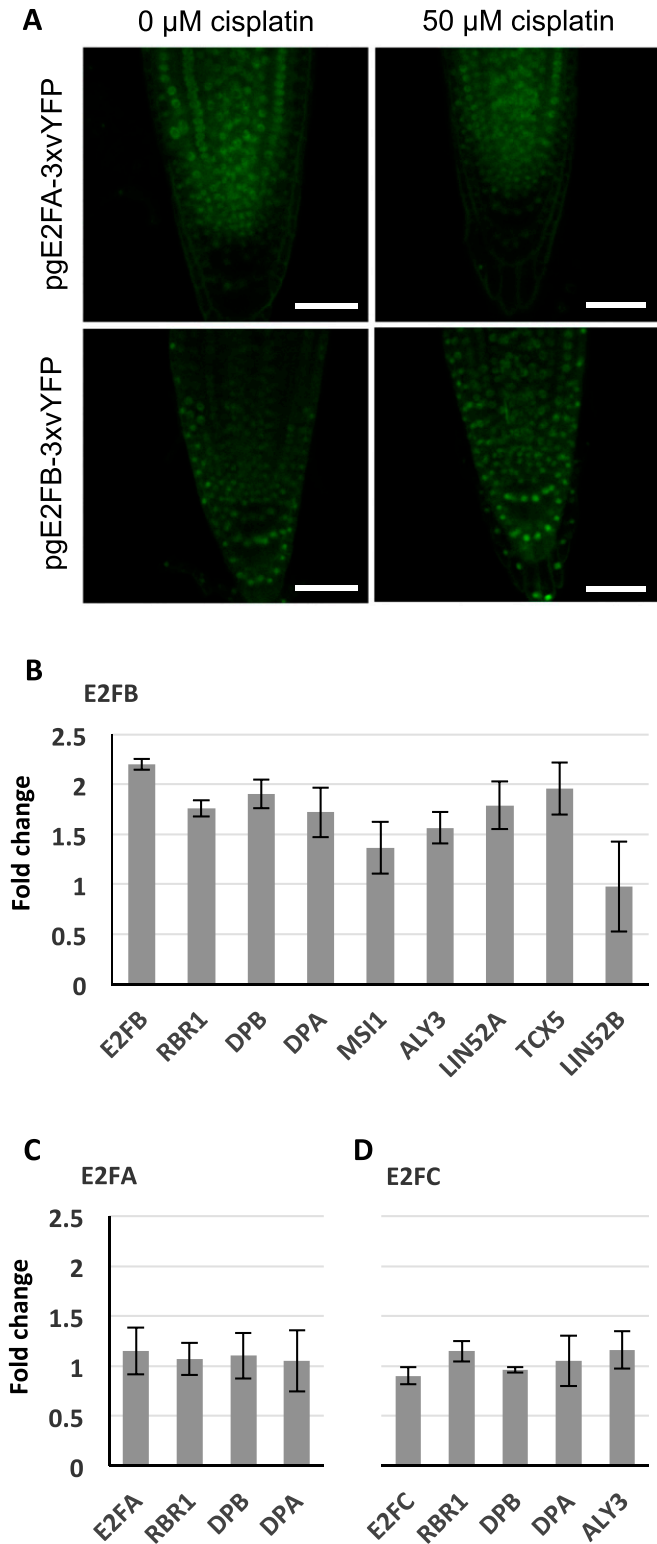 A
0 µM cisplatin
50 µM cisplatin
pgE2FA-3xvYFP
pgE2FB-3xvYFP
B
E2FB
Fold change
2.5
2
1.5
1
0.5
0
E2FB
RBR1
DPB
DPA
MSI1
ALY3
LIN52A
TCX5
LIN52B
C
E2FA
Fold change
2.5
2
1.5
1
0.5
0
E2FA
RBR1
DPB
DPA
D
E2FC
E2FC
RBR1
DPB
DPA
ALY3